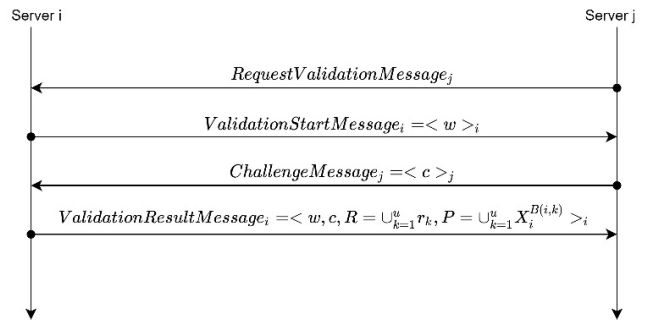 Server i Server j
RequestValidationMessage_j
ValidationStartMessage_i =< w >_i
ChallengeMessage_j =< c >_j
ValidationResultMessage_i =< w, c, R = ∪_{k=1}^{u} r_k, P = ∪_{k=1}^{u} X_i^{B(i,k)} >_i